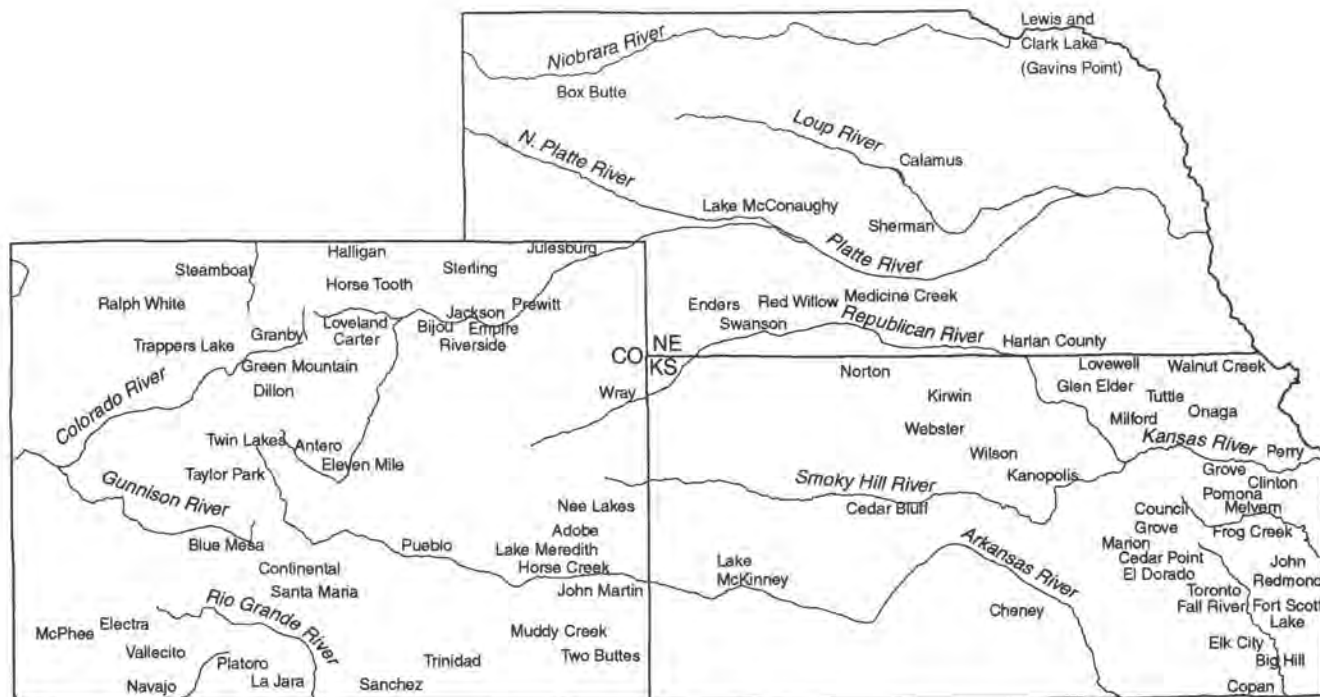 Lewis and
Clark Lake
(Gavins Point)
Niobrara River
Box Butte
Loup River
N. Platte River
Calamus
Lake McConaughy
Sherman
Platte River
Julesburg
Halligan
Sterling
Steamboat
Horse Tooth
Ralph White
Jackson
Prewitt
Loveland
Bijou
Empire
Granby
Carter
Riverside
Trappers Lake
Green Mountain
Dillon
Colorado River
Enders
Red Willow
Medicine Creek
Swanson
Republican River
Harlan County
CO
NE
KS
Wray
Norton
Lovewell
Walnut Creek
Glen Elder
Kirwin
Tuttle
Milford
Onaga
Webster
Kansas River
Wilson
Perry
Kanopolis
Grove
Clinton
Twin Lakes
Antero
Eleven Mile
Taylor Park
Gunnison River
Smoky Hill River
Cedar Bluff
Pomona
Council
Grove
Melvern
Frog Creek
Nee Lakes
Adobe
Blue Mesa
Pueblo
Lake Meredith
Horse Creek
John Martin
Continental
Santa Maria
Lake
McKinney
Arkansas River
Marion
Cedar Point
El Dorado
John
Redmond
Toronto
Fall River
Fort Scott
Lake
Cheney
Rio Grande River
McPhee
Electra
Muddy Creek
Vallecito
Platoro
Trinidad
Two Buttes
Elk City
Big Hill
Navajo
La Jara
Sanchez
Copan